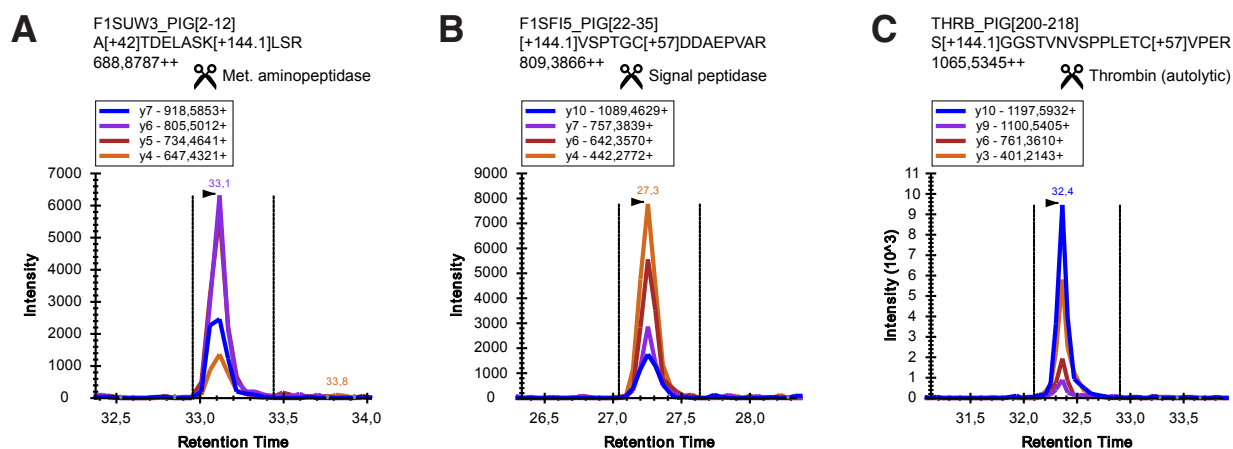 A
F1SUW3_PIG[2-12]
A[+42]TDELASK[+144.1]LSR
688,8787++
Met. aminopeptidase
y7 - 918,5853+
y6 - 805,5012+
y5 - 734,4641+
y4 - 647,4321+
7000
6000
5000
4000
3000
2000
1000
0
Intensity
33,1
33,8
32,5
33,0
33,5
34,0
Retention Time
B
F1SFI5_PIG[22-35]
[+144.1]VSPTGC[+57]DDAEPVAR
809,3866++
Signal peptidase
y10 - 1089,4629+
y7 - 757,3839+
y6 - 642,3570+
y4 - 442,2772+
9000
8000
7000
6000
5000
4000
3000
2000
1000
0
Intensity
27,3
26,5
27,0
27,5
28,0
Retention Time
C
THRB_PIG[200-218]
S[+144.1]GGSTVNVSPPLETC[+57]VPER
1065,5345++
Thrombin (autolytic)
y10 - 1197,5932+
y9 - 1100,5405+
y6 - 761,3610+
y3 - 401,2143+
11
10
9
8
7
6
5
4
3
2
1
0
Intensity (10^3)
32,4
31,5
32,0
32,5
33,0
33,5
Retention Time